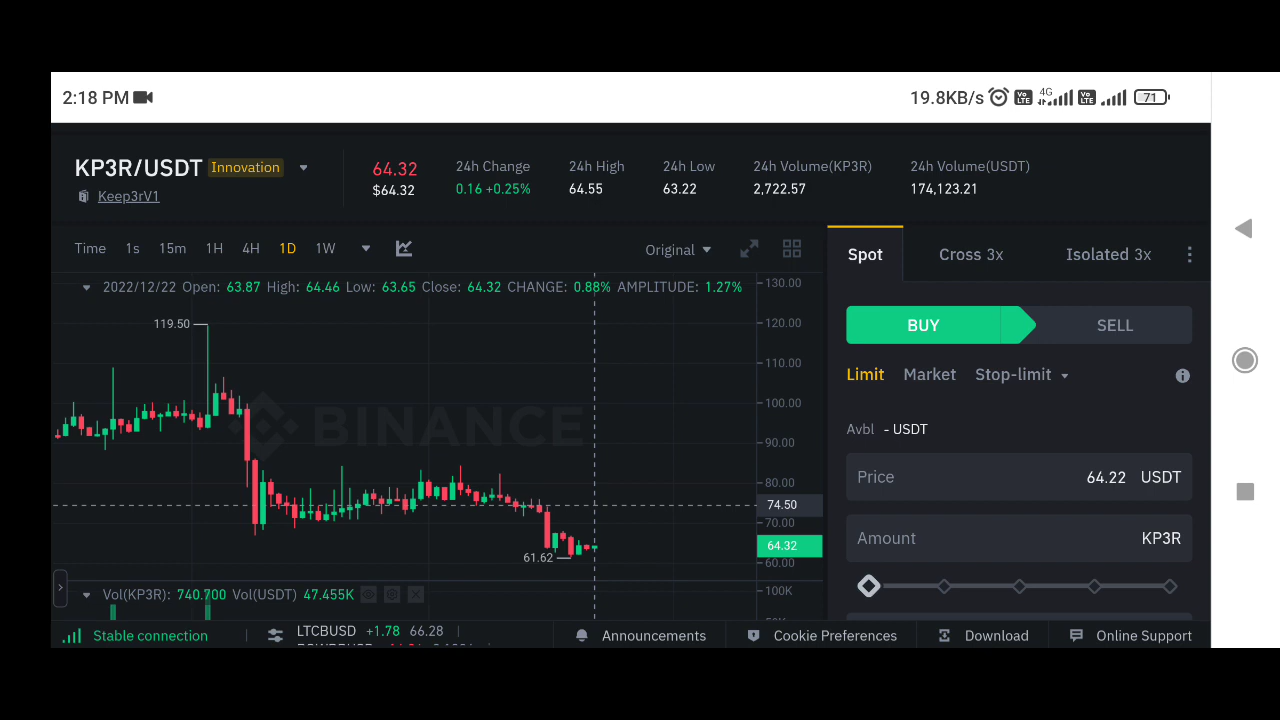 2:18 PM 19.8KB/s Vo LTE 4G Vo LTE 71
KP3R/USDT Innovation
Keep3rV1
64.32
$64.32
24h Change
0.16 +0.25%
24h High
64.55
24h Low
63.22
24h Volume(KP3R)
2,722.57
24h Volume(USDT)
174,123.21
Time 1s 15m 1H 4H 1D 1W Original
2022/12/22 Open: 63.87 High: 64.46 Low: 63.65 Close: 64.32 CHANGE: 0.88% AMPLITUDE: 1.27%
130.00
119.50
120.00
110.00
100.00
BINANCE
90.00
80.00
74.50
70.00
64.32
61.62
60.00
Vol(KP3R): 740.700 Vol(USDT) 47.455K
100K
Spot Cross 3x Isolated 3x
BUY SELL
Limit Market Stop-limit
Avbl - USDT
Price 64.22 USDT
Amount KP3R
Stable connection
LTCBUSD +1.78 66.28
Announcements Cookie Preferences Download Online Support